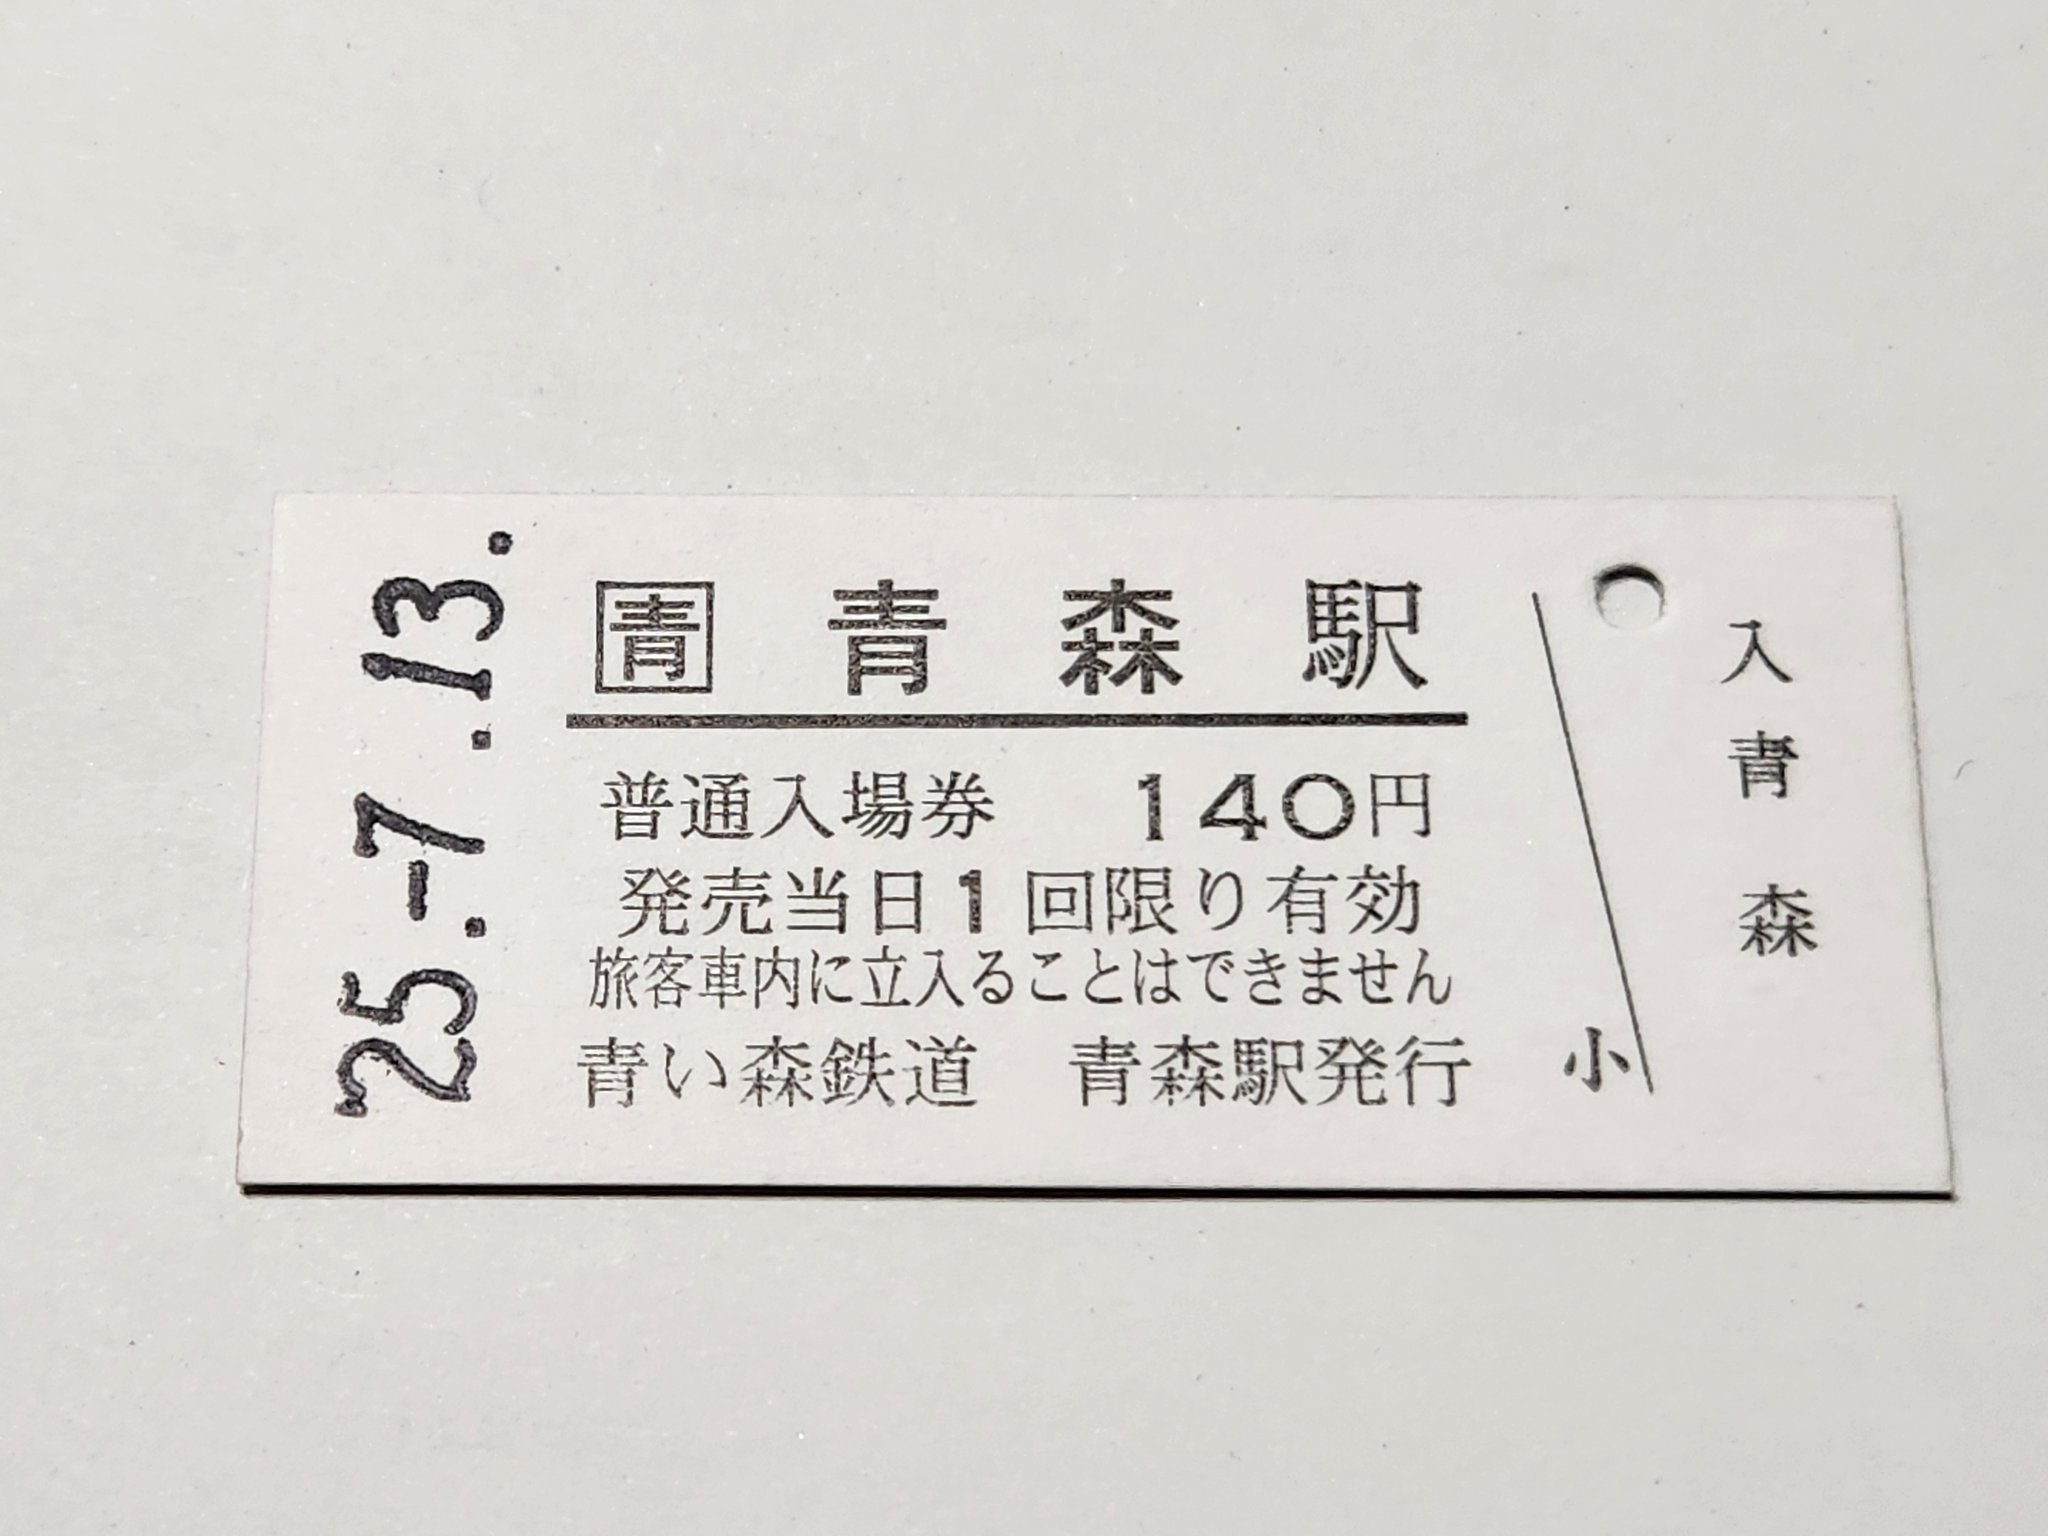 25.-7.13.
青 青森駅
普通入場券 140円
発売当日1回限り有効
旅客車内に立入ることはできません
青い森鉄道 青森駅発行
小
入青森